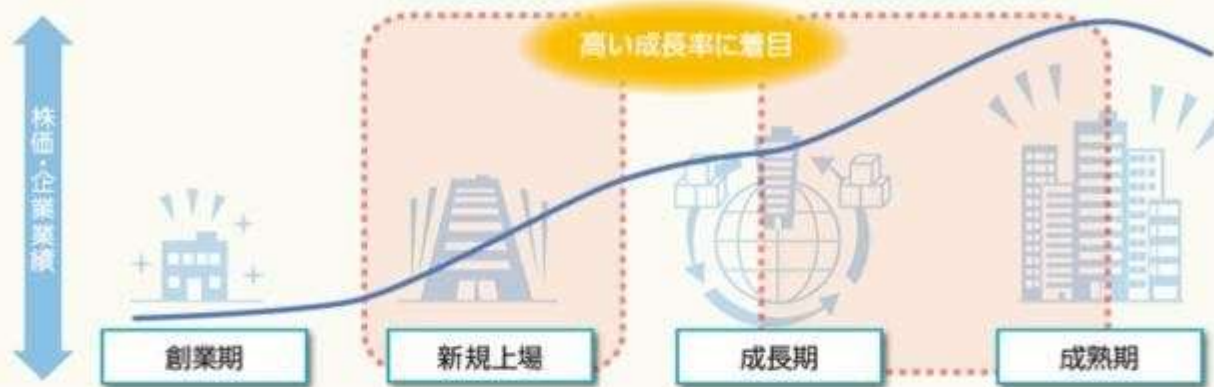 高い成長率に着目
株価・企業業績
創業期
新規上場
成長期
成熟期